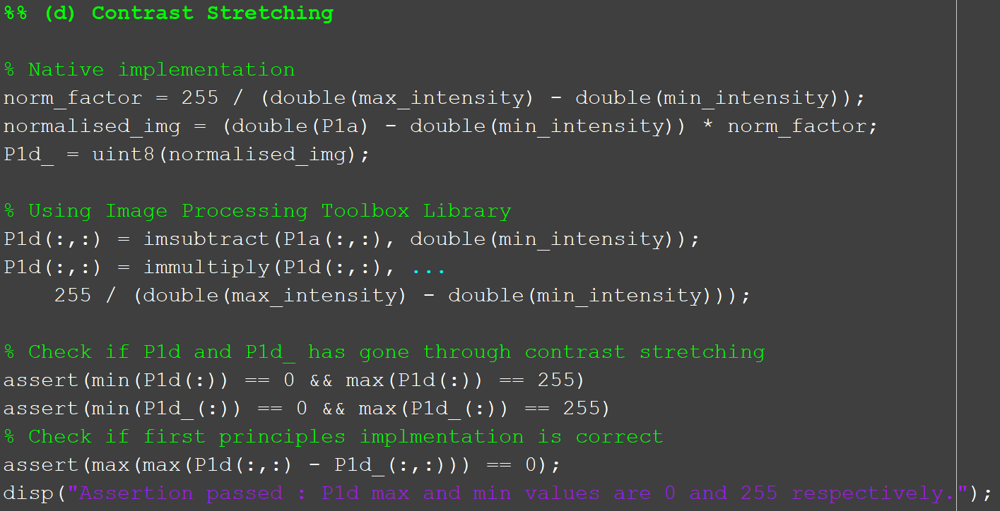 %% (d) Contrast Stretching
% Native implementation
norm_factor = 255 / (double(max_intensity) - double(min_intensity));
normalised_img = (double(P1a) - double(min_intensity)) * norm_factor;
P1d_ = uint8(normalised_img);
% Using Image Processing Toolbox Library
P1d(:,:) = imsubtract(P1a(:,:), double(min_intensity));
P1d(:,:) = immultiply(P1d(:,:), ...
    255 / (double(max_intensity) - double(min_intensity)));
% Check if P1d and P1d_ has gone through contrast stretching
assert(min(P1d(:)) == 0 && max(P1d(:)) == 255)
assert(min(P1d_(:)) == 0 && max(P1d_(:)) == 255)
% Check if first principles implmentation is correct
assert(max(max(P1d(:,:) - P1d_(:,:))) == 0);
disp("Assertion passed : P1d max and min values are 0 and 255 respectively.");